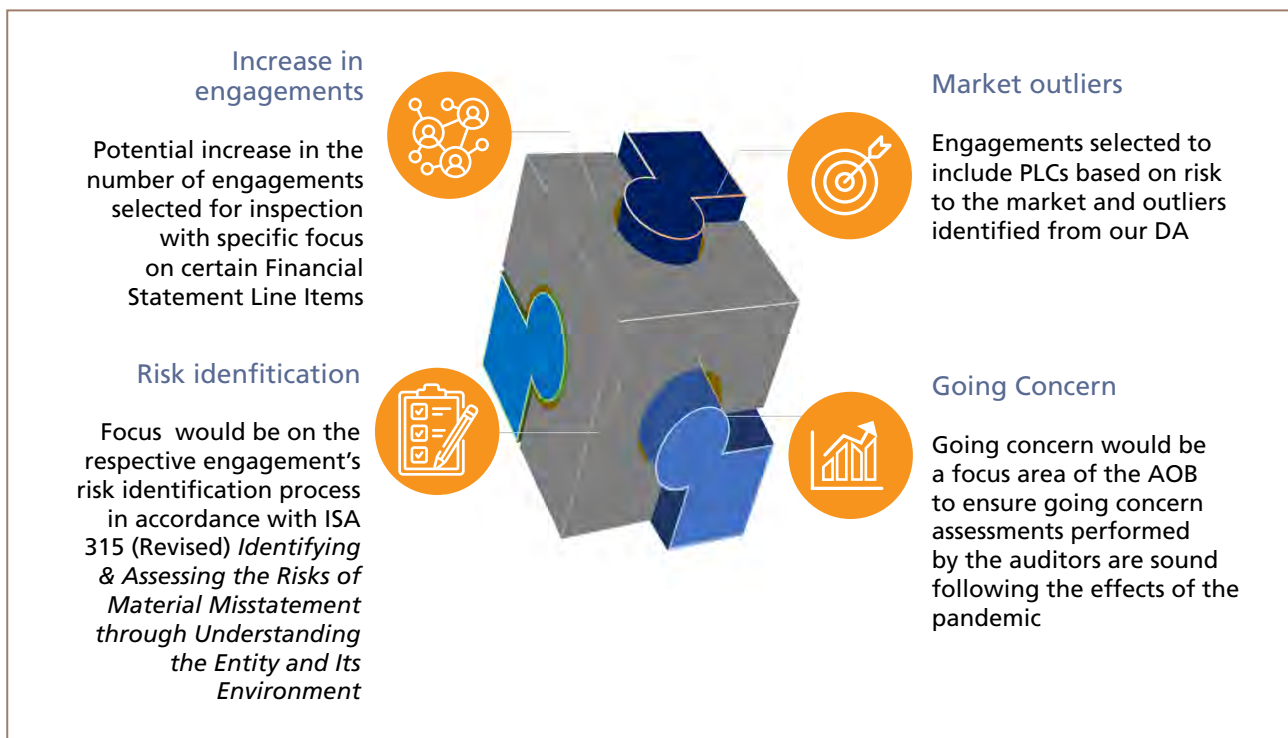 Increase in
engagements
Potential increase in the
number of engagements
selected for inspection
with specific focus
on certain Financial
Statement Line Items
Market outliers
Engagements selected to
include PLCs based on risk
to the market and outliers
identified from our DA
Risk idenfitication
Focus would be on the
respective engagement’s
risk identification process
in accordance with ISA
315 (Revised) Identifying
& Assessing the Risks of
Material Misstatement
through Understanding
the Entity and Its
Environment
Going Concern
Going concern would be
a focus area of the AOB
to ensure going concern
assessments performed
by the auditors are sound
following the effects of the
pandemic